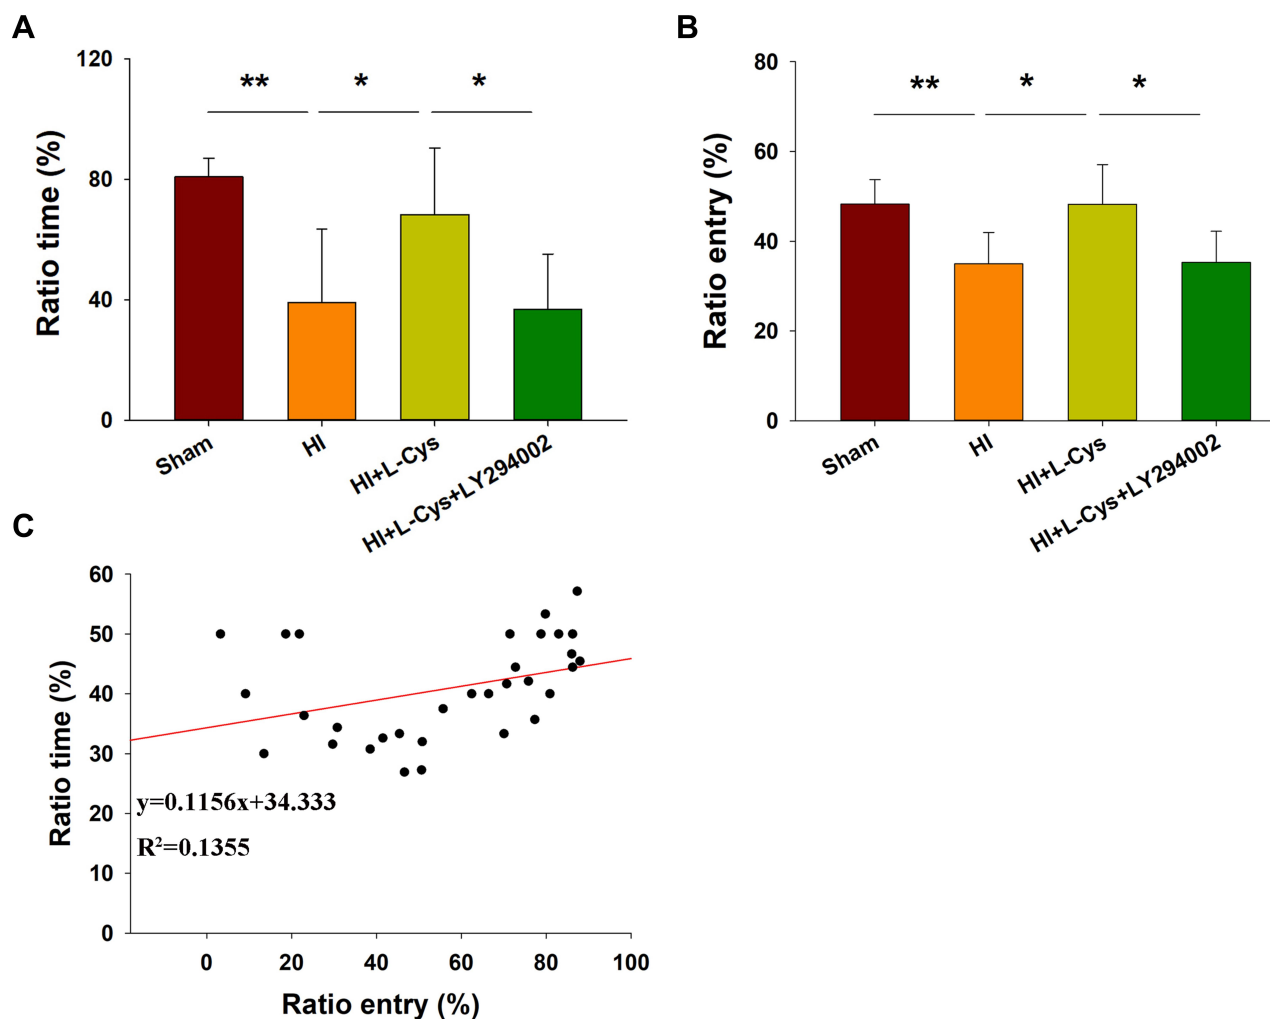 A
120
80
40
0
Ratio time (%)
** * *
Sham
HI
HI+L-Cys
HI+L-Cys+LY294002
B
80
60
40
20
0
Ratio entry (%)
** * *
Sham
HI
HI+L-Cys
HI+L-Cys+LY294002
C
60
50
40
30
20
10
0
Ratio time (%)
y=0.1156x+34.333
R²=0.1355
0 20 40 60 80 100
Ratio entry (%)